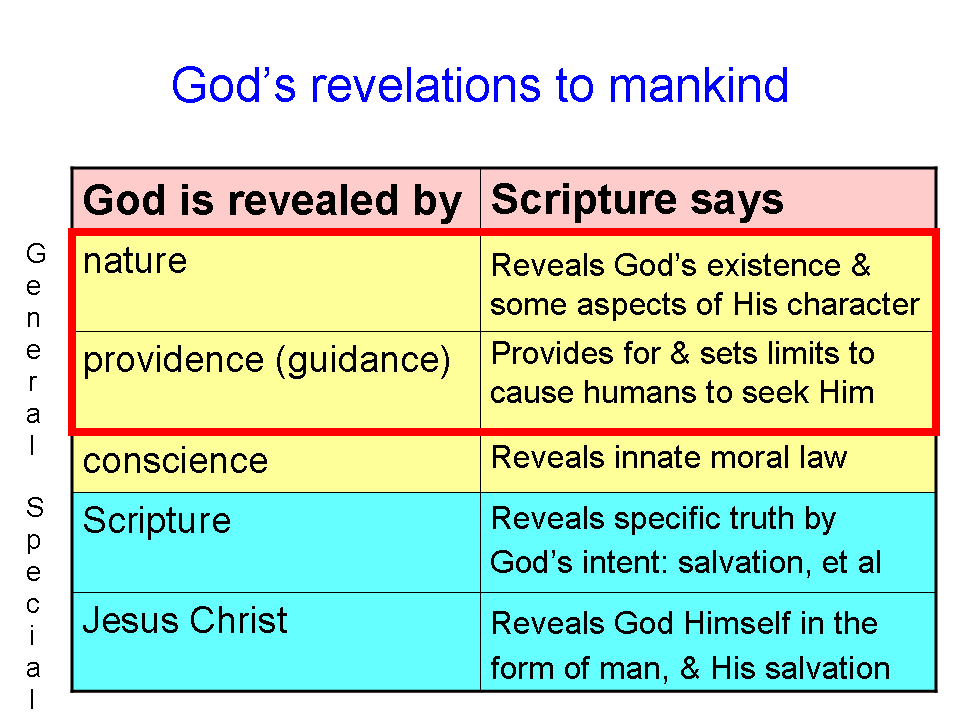 God's revelations to mankind
God is revealed by
Scripture says
General
nature
Reveals God's existence &
some aspects of His character
providence (guidance)
Provides for & sets limits to
cause humans to seek Him
conscience
Reveals innate moral law
Special
Scripture
Reveals specific truth by
God's intent: salvation, et al
Jesus Christ
Reveals God Himself in the
form of man, & His salvation